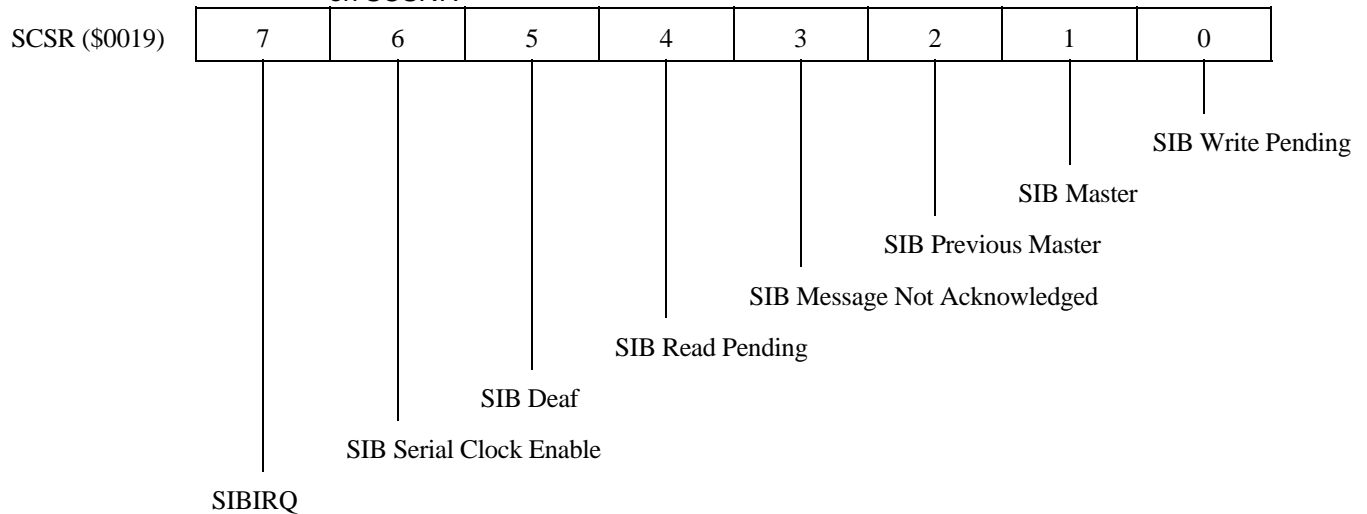 SCSR ($0019) 7 6 5 4 3 2 1 0
SIB Write Pending
SIB Master
SIB Previous Master
SIB Message Not Acknowledged
SIB Read Pending
SIB Deaf
SIB Serial Clock Enable
SIBIRQ